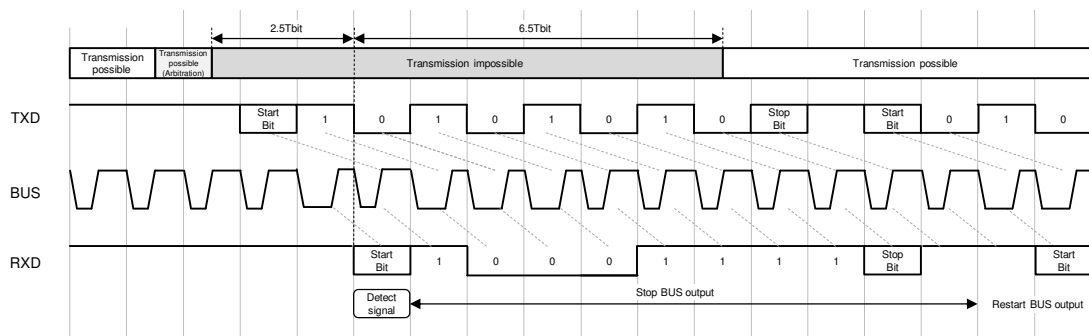 2.5Tbit 6.5Tbit
Transmission
possible
Transmission
possible
(Arbitration)
Transmission impossible
Transmission possible
TXD
Start
Bit
1 0 1 0 1 0 1 0
Stop
Bit
Start
Bit
0 1 0
BUS
RXD
Start
Bit
1 0 0 0 1 1 1 1
Stop
Bit
Start
Bit
Detect
signal
Stop BUS output
Restart BUS output